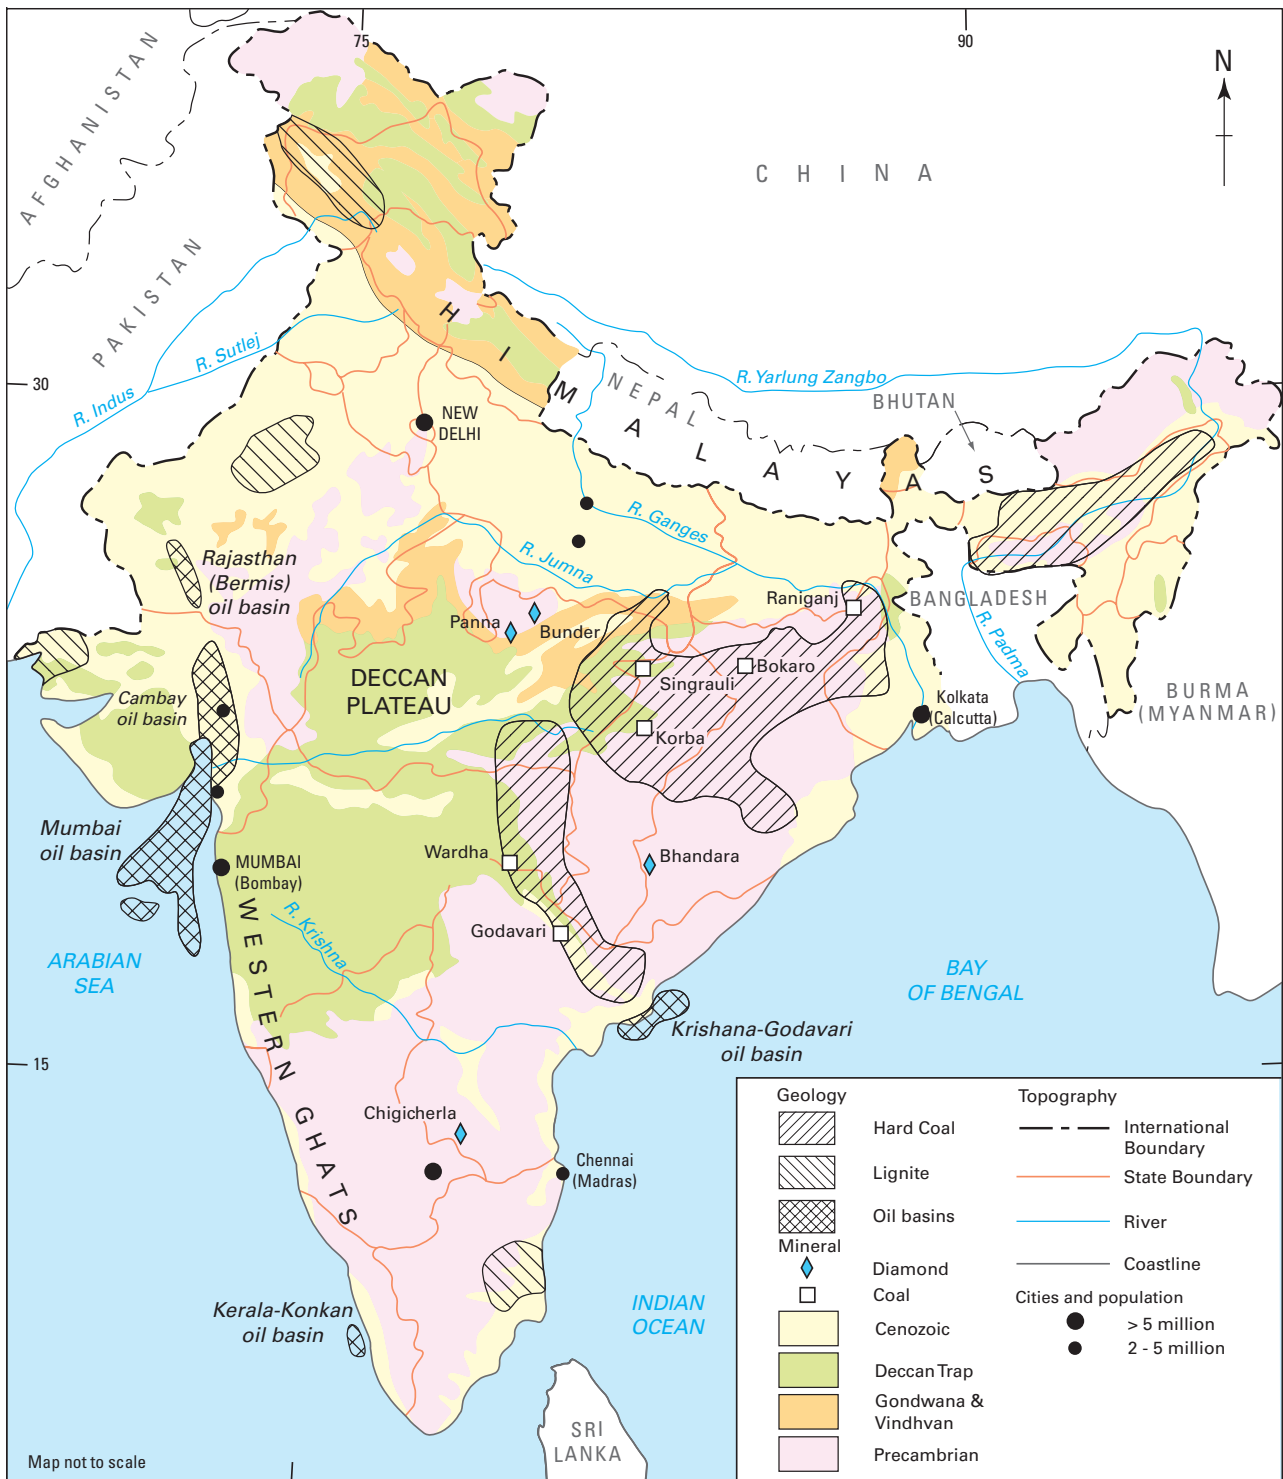 75
90
N
AFGHANISTAN
PAKISTAN
CHINA
HIMALAYAS
30
R. Sutlej
R. Indus
NEPAL
R. Yarlung Zangbo
BHUTAN
NEW
DELHI
R. Ganges
R. Jumna
Rajasthan
(Bermis)
oil basin
Panna
Bunder
Raniganj
BANGLADESH
R. Padma
DECCAN
PLATEAU
Singrauli
Bokaro
Korba
Cambay
oil basin
Kolkata
(Calcutta)
BURMA
(MYANMAR)
Mumbai
oil basin
MUMBAI
(Bombay)
Wardha
Bhandara
R. Krishna
Godavari
WESTERN GHATS
ARABIAN
SEA
BAY
OF BENGAL
Krishana-Godavari
oil basin
15
Chigicherla
Chennai
(Madras)
Kerala-Konkan
oil basin
INDIAN
OCEAN
SRI
LANKA
Map not to scale
Geology
Hard Coal
Lignite
Oil basins
Mineral
Diamond
Coal
Cenozoic
Deccan Trap
Gondwana &
Vindhvan
Precambrian
Topography
International
Boundary
State Boundary
River
Coastline
Cities and population
> 5 million
2 - 5 million